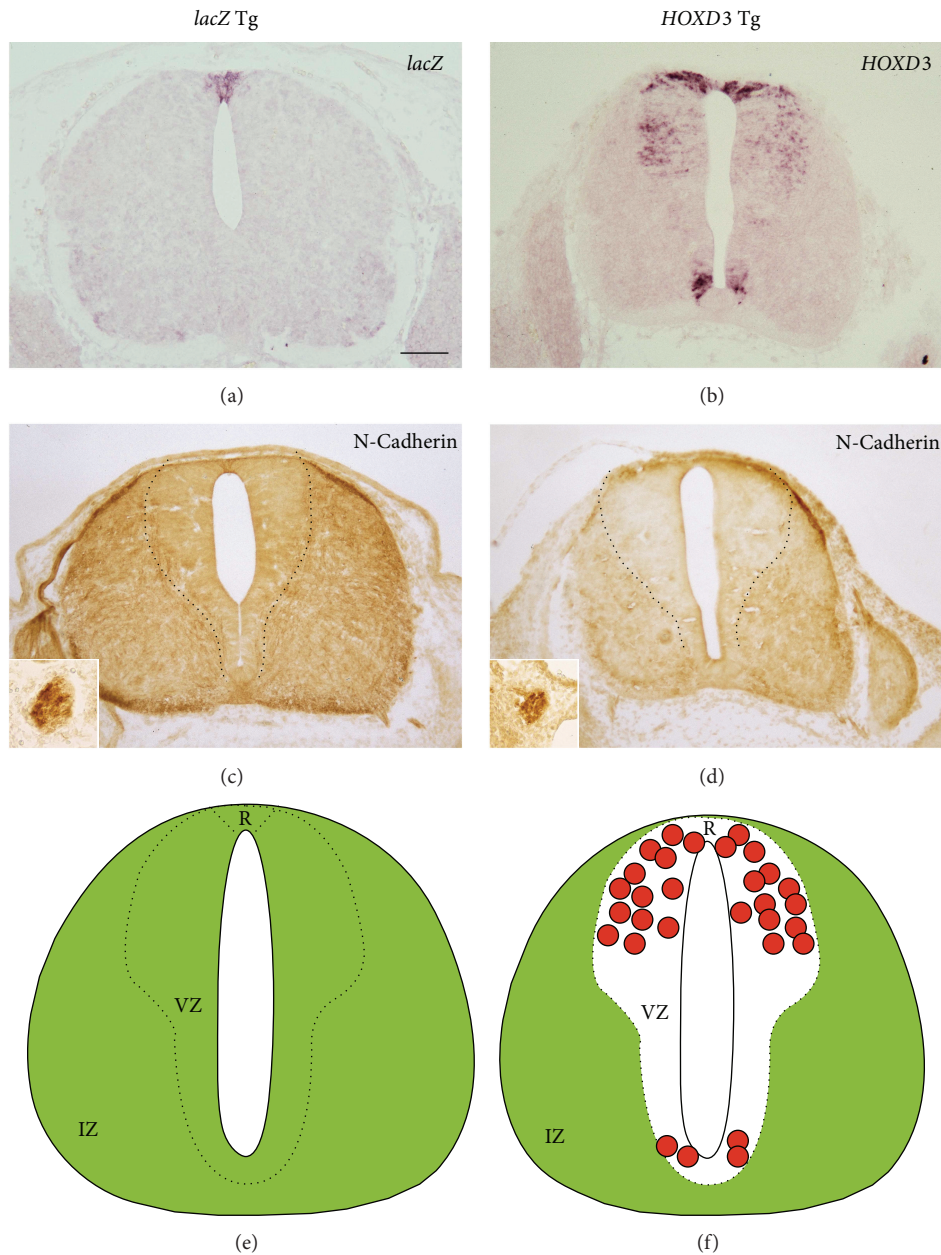 lacZ Tg
HOXD3 Tg
lacZ
HOXD3
(a)
(b)
N-Cadherin
N-Cadherin
(c)
(d)
R
R
VZ
VZ
IZ
IZ
(e)
(f)